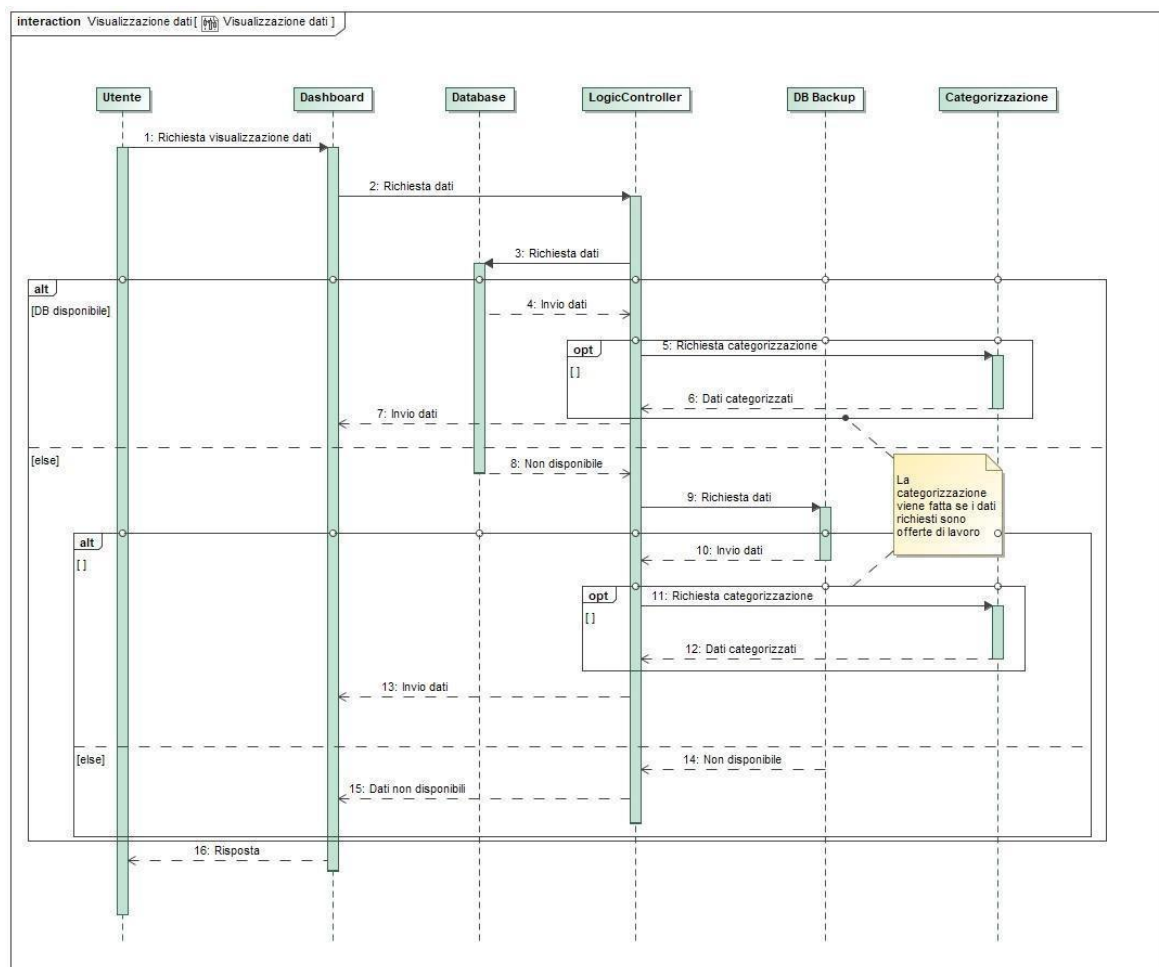 interaction Visualizzazione dati[ Visualizzazione dati ]
Utente
Dashboard
Database
LogicController
DB Backup
Categorizzazione
1: Richiesta visualizzazione dati
2: Richiesta dati
3: Richiesta dati
alt
[DB disponibile]
4: Invio dati
opt
5: Richiesta categorizzazione
[ ]
6: Dati categorizzati
7: Invio dati
[else]
8: Non disponibile
La
categorizzazione
viene fatta se i dati
richiesti sono
offerte di lavoro
9: Richiesta dati
alt
[ ]
10: Invio dati
opt
11: Richiesta categorizzazione
[ ]
12: Dati categorizzati
13: Invio dati
[else]
14: Non disponibile
15: Dati non disponibili
16: Risposta